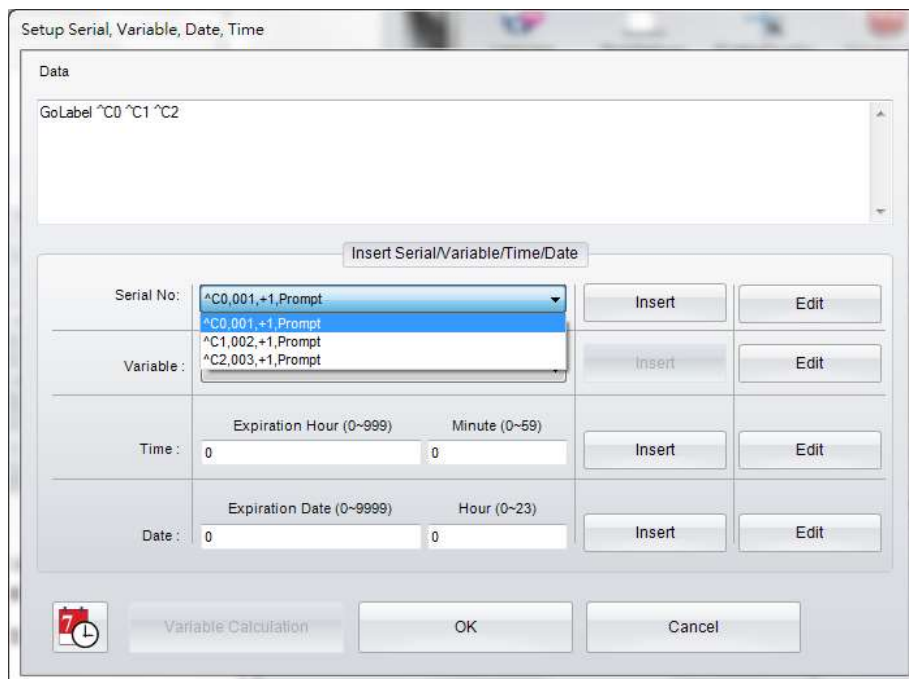 Setup Serial, Variable, Date, Time
Data
GoLabel ^C0 ^C1 ^C2
Insert Serial/Variable/Time/Date
Serial No: ^C0,001,+1,Prompt Insert Edit
^C0,001,+1,Prompt
^C1,002,+1,Prompt
^C2,003,+1,Prompt
Variable : Insert Edit
Expiration Hour (0~999) Minute (0~59)
Time : 0 0 Insert Edit
Expiration Date (0~9999) Hour (0~23)
Date : 0 0 Insert Edit
7 Variable Calculation OK Cancel